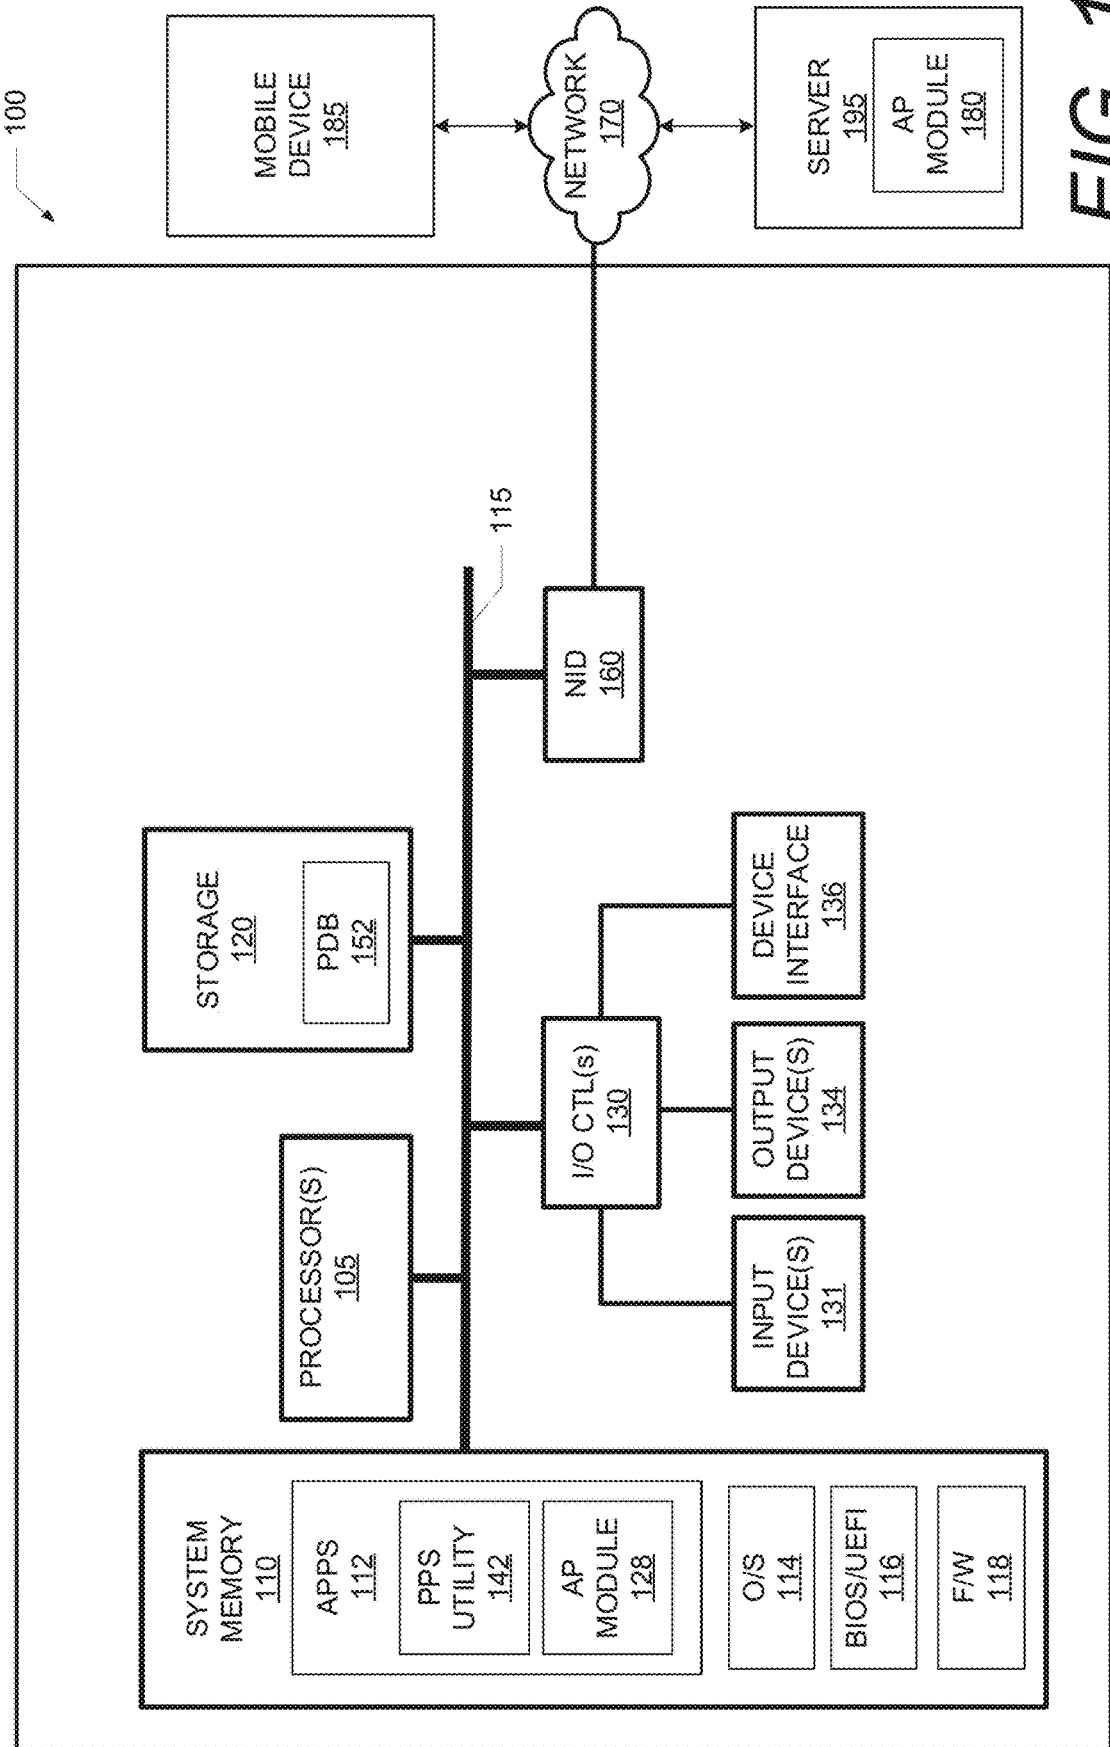 100
SYSTEM
MEMORY
110
APPS
112
PPS
UTILITY
142
AP
MODULE
128
O/S
114
BIOS/UEFI
116
F/W
118
PROCESSOR(S)
105
STORAGE
120
PDB
152
115
I/O CTL(s)
130
INPUT
DEVICE(S)
131
OUTPUT
DEVICE(S)
134
DEVICE
INTERFACE
136
NID
160
MOBILE
DEVICE
185
NETWORK
170
SERVER
195
AP
MODULE
180
FIG. 1